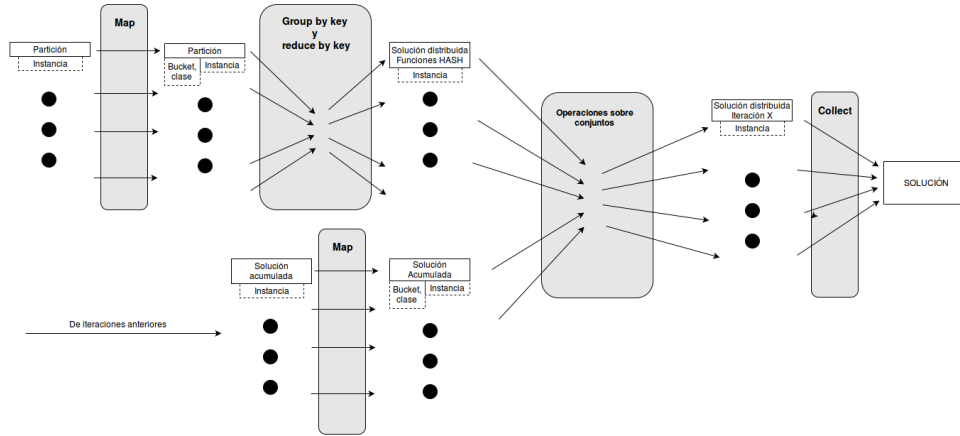 Map
Group by key
y
reduce by key
Partición
Instancia
Partición
Bucket,
clase
Instancia
Solución distribuida
Funciones HASH
Instancia
Operaciones sobre
conjuntos
Solución distribuida
Iteración X
Instancia
Collect
SOLUCIÓN
Map
Solución
acumulada
Instancia
Solución
Acumulada
Bucket,
clase
Instancia
De iteraciones anteriores